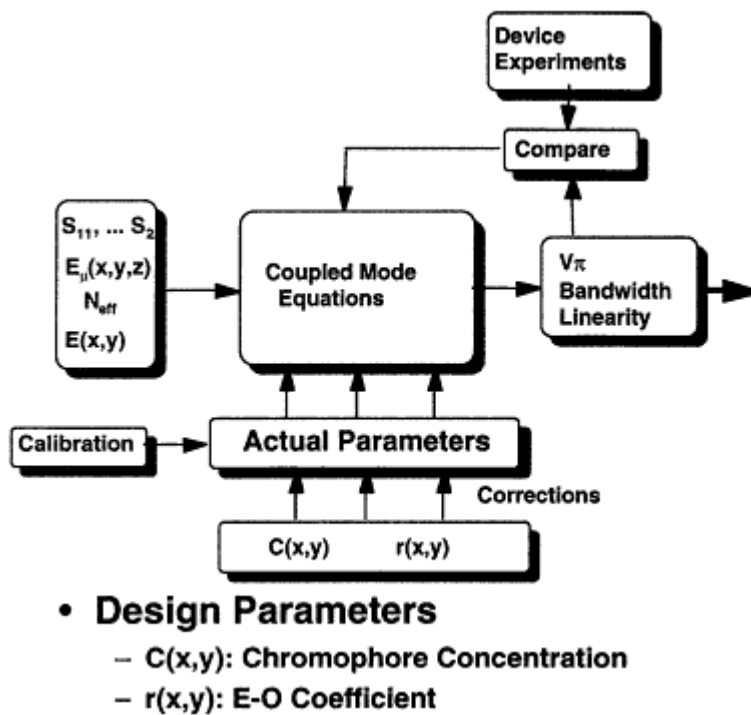 Device
Experiments
Compare
S₁₁, ... S₂
Eμ(x,y,z)
Neff
E(x,y)
Coupled Mode
Equations
Vπ
Bandwidth
Linearity
Calibration
Actual Parameters
Corrections
C(x,y) r(x,y)
• Design Parameters
– C(x,y): Chromophore Concentration
– r(x,y): E-O Coefficient